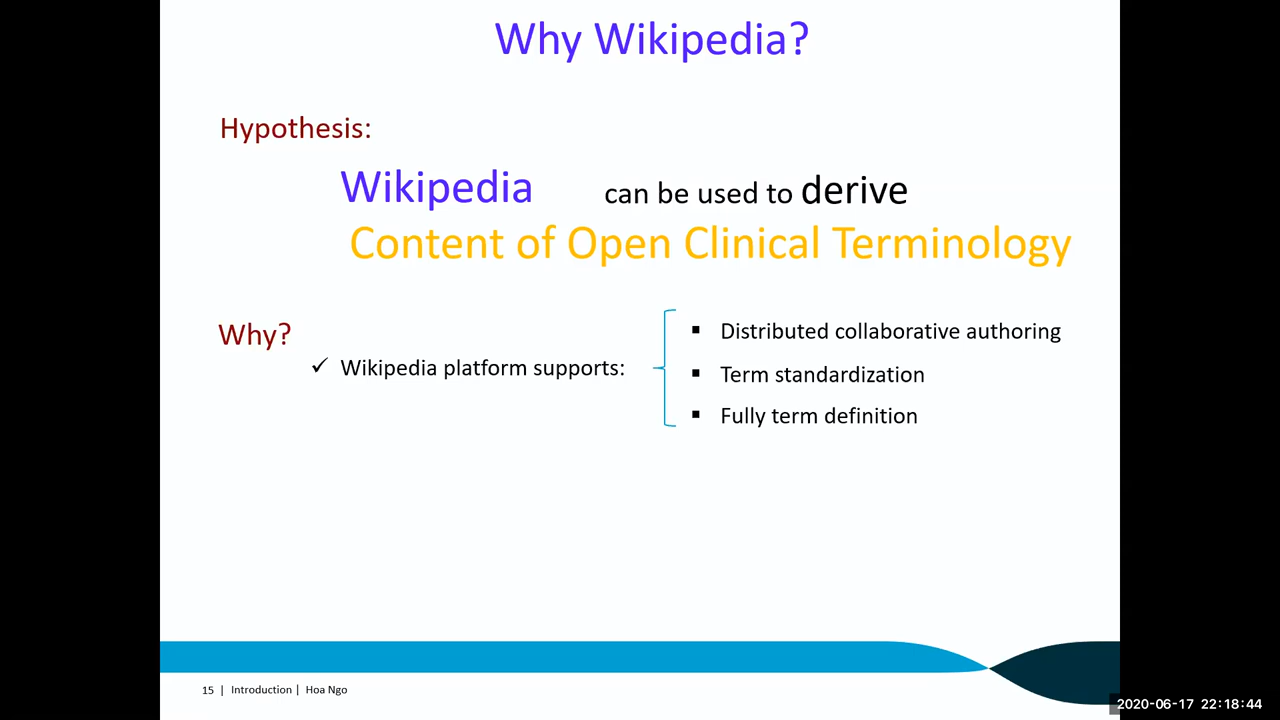 Why Wikipedia?
Hypothesis:
Wikipedia can be used to derive
Content of Open Clinical Terminology
Why?
✓ Wikipedia platform supports:
▪ Distributed collaborative authoring
▪ Term standardization
▪ Fully term definition
15 | Introduction | Hoa Ngo
2020-06-17 22:18:44